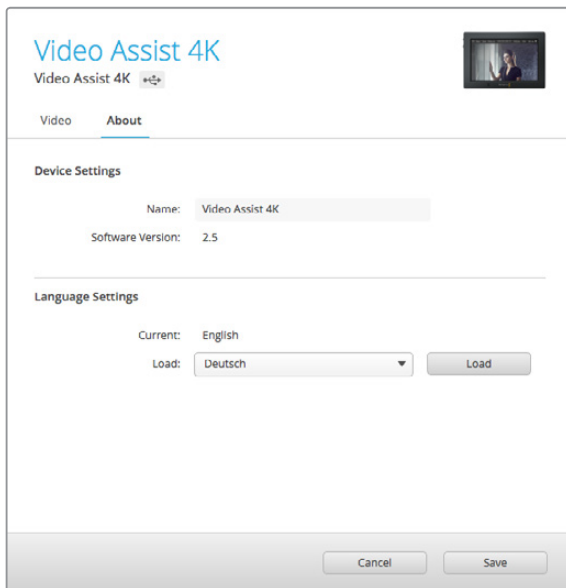 Video Assist 4K
Video Assist 4K
Video About
Device Settings
Name: Video Assist 4K
Software Version: 2.5
Language Settings
Current: English
Load: Deutsch Load
Cancel Save